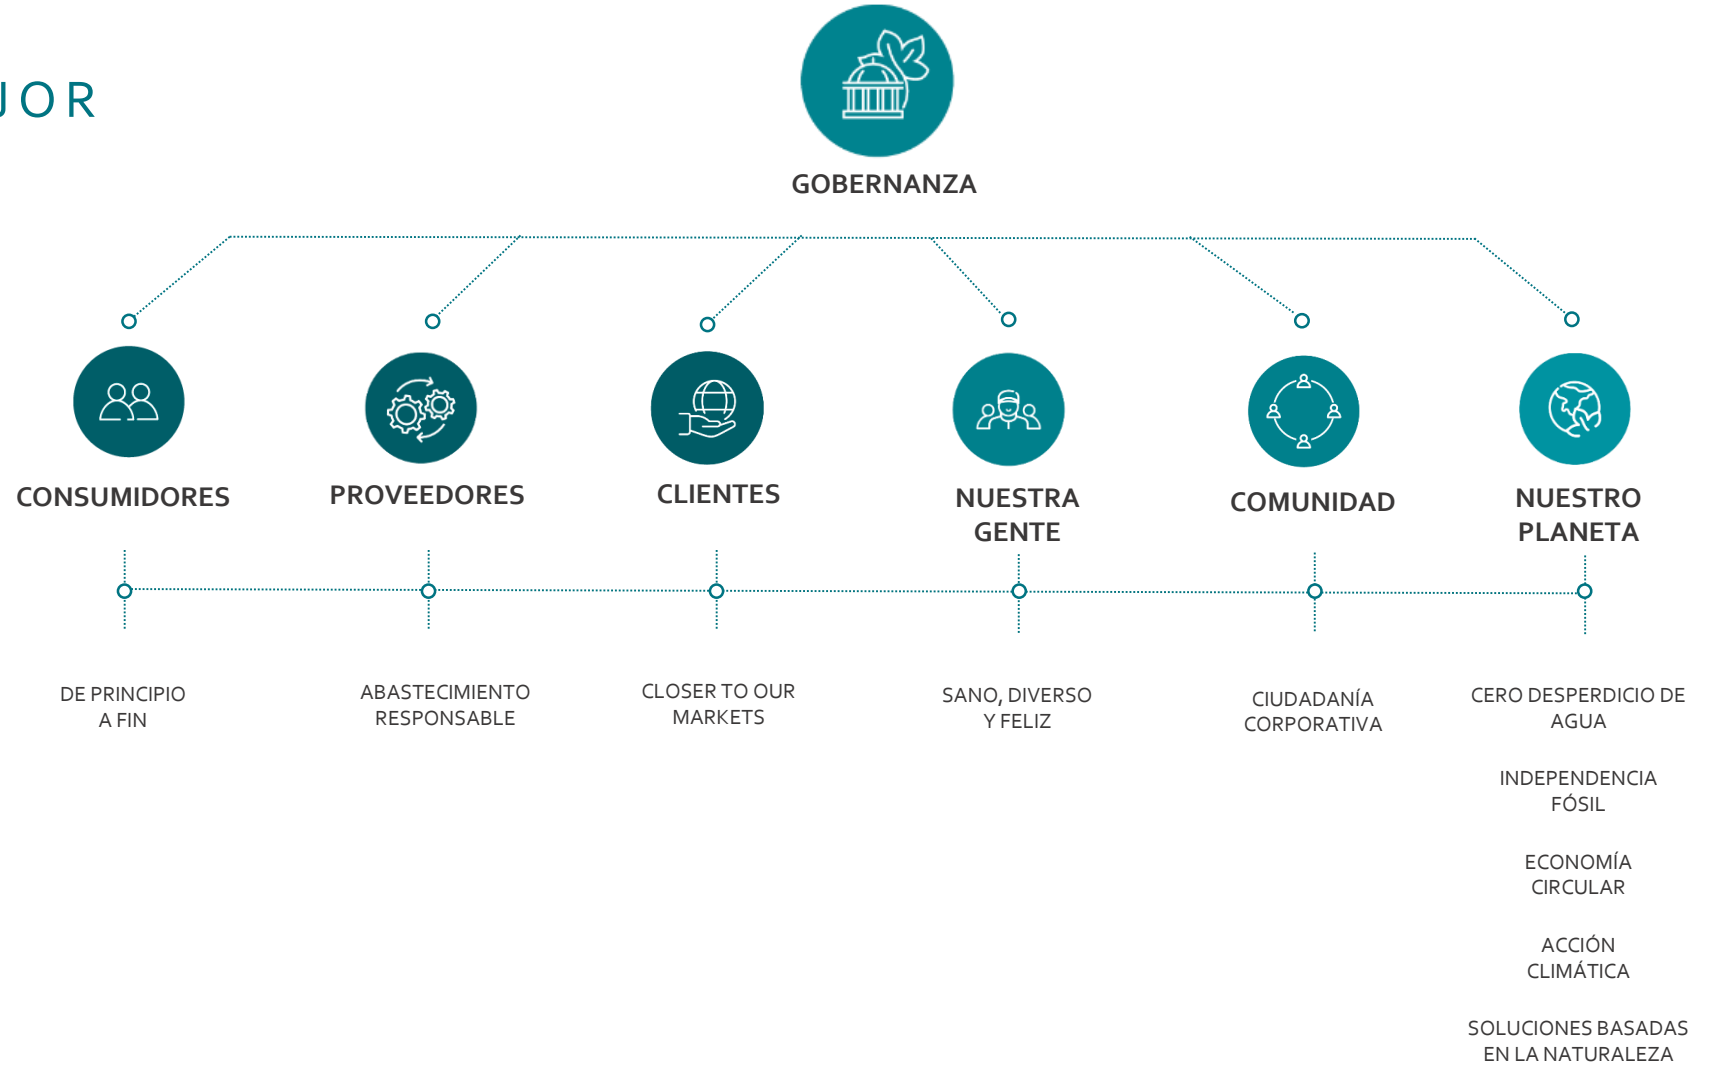 JOR
GOBERNANZA
CONSUMIDORES
PROVEEDORES
CLIENTES
NUESTRA
GENTE
COMUNIDAD
NUESTRO
PLANETA
DE PRINCIPIO
A FIN
ABASTECIMIENTO
RESPONSABLE
CLOSER TO OUR
MARKETS
SANO, DIVERSO
Y FELIZ
CIUDADANÍA
CORPORATIVA
CERO DESPERDICIO DE
AGUA
INDEPENDENCIA
FÓSIL
ECONOMÍA
CIRCULAR
ACCIÓN
CLIMÁTICA
SOLUCIONES BASADAS
EN LA NATURALEZA